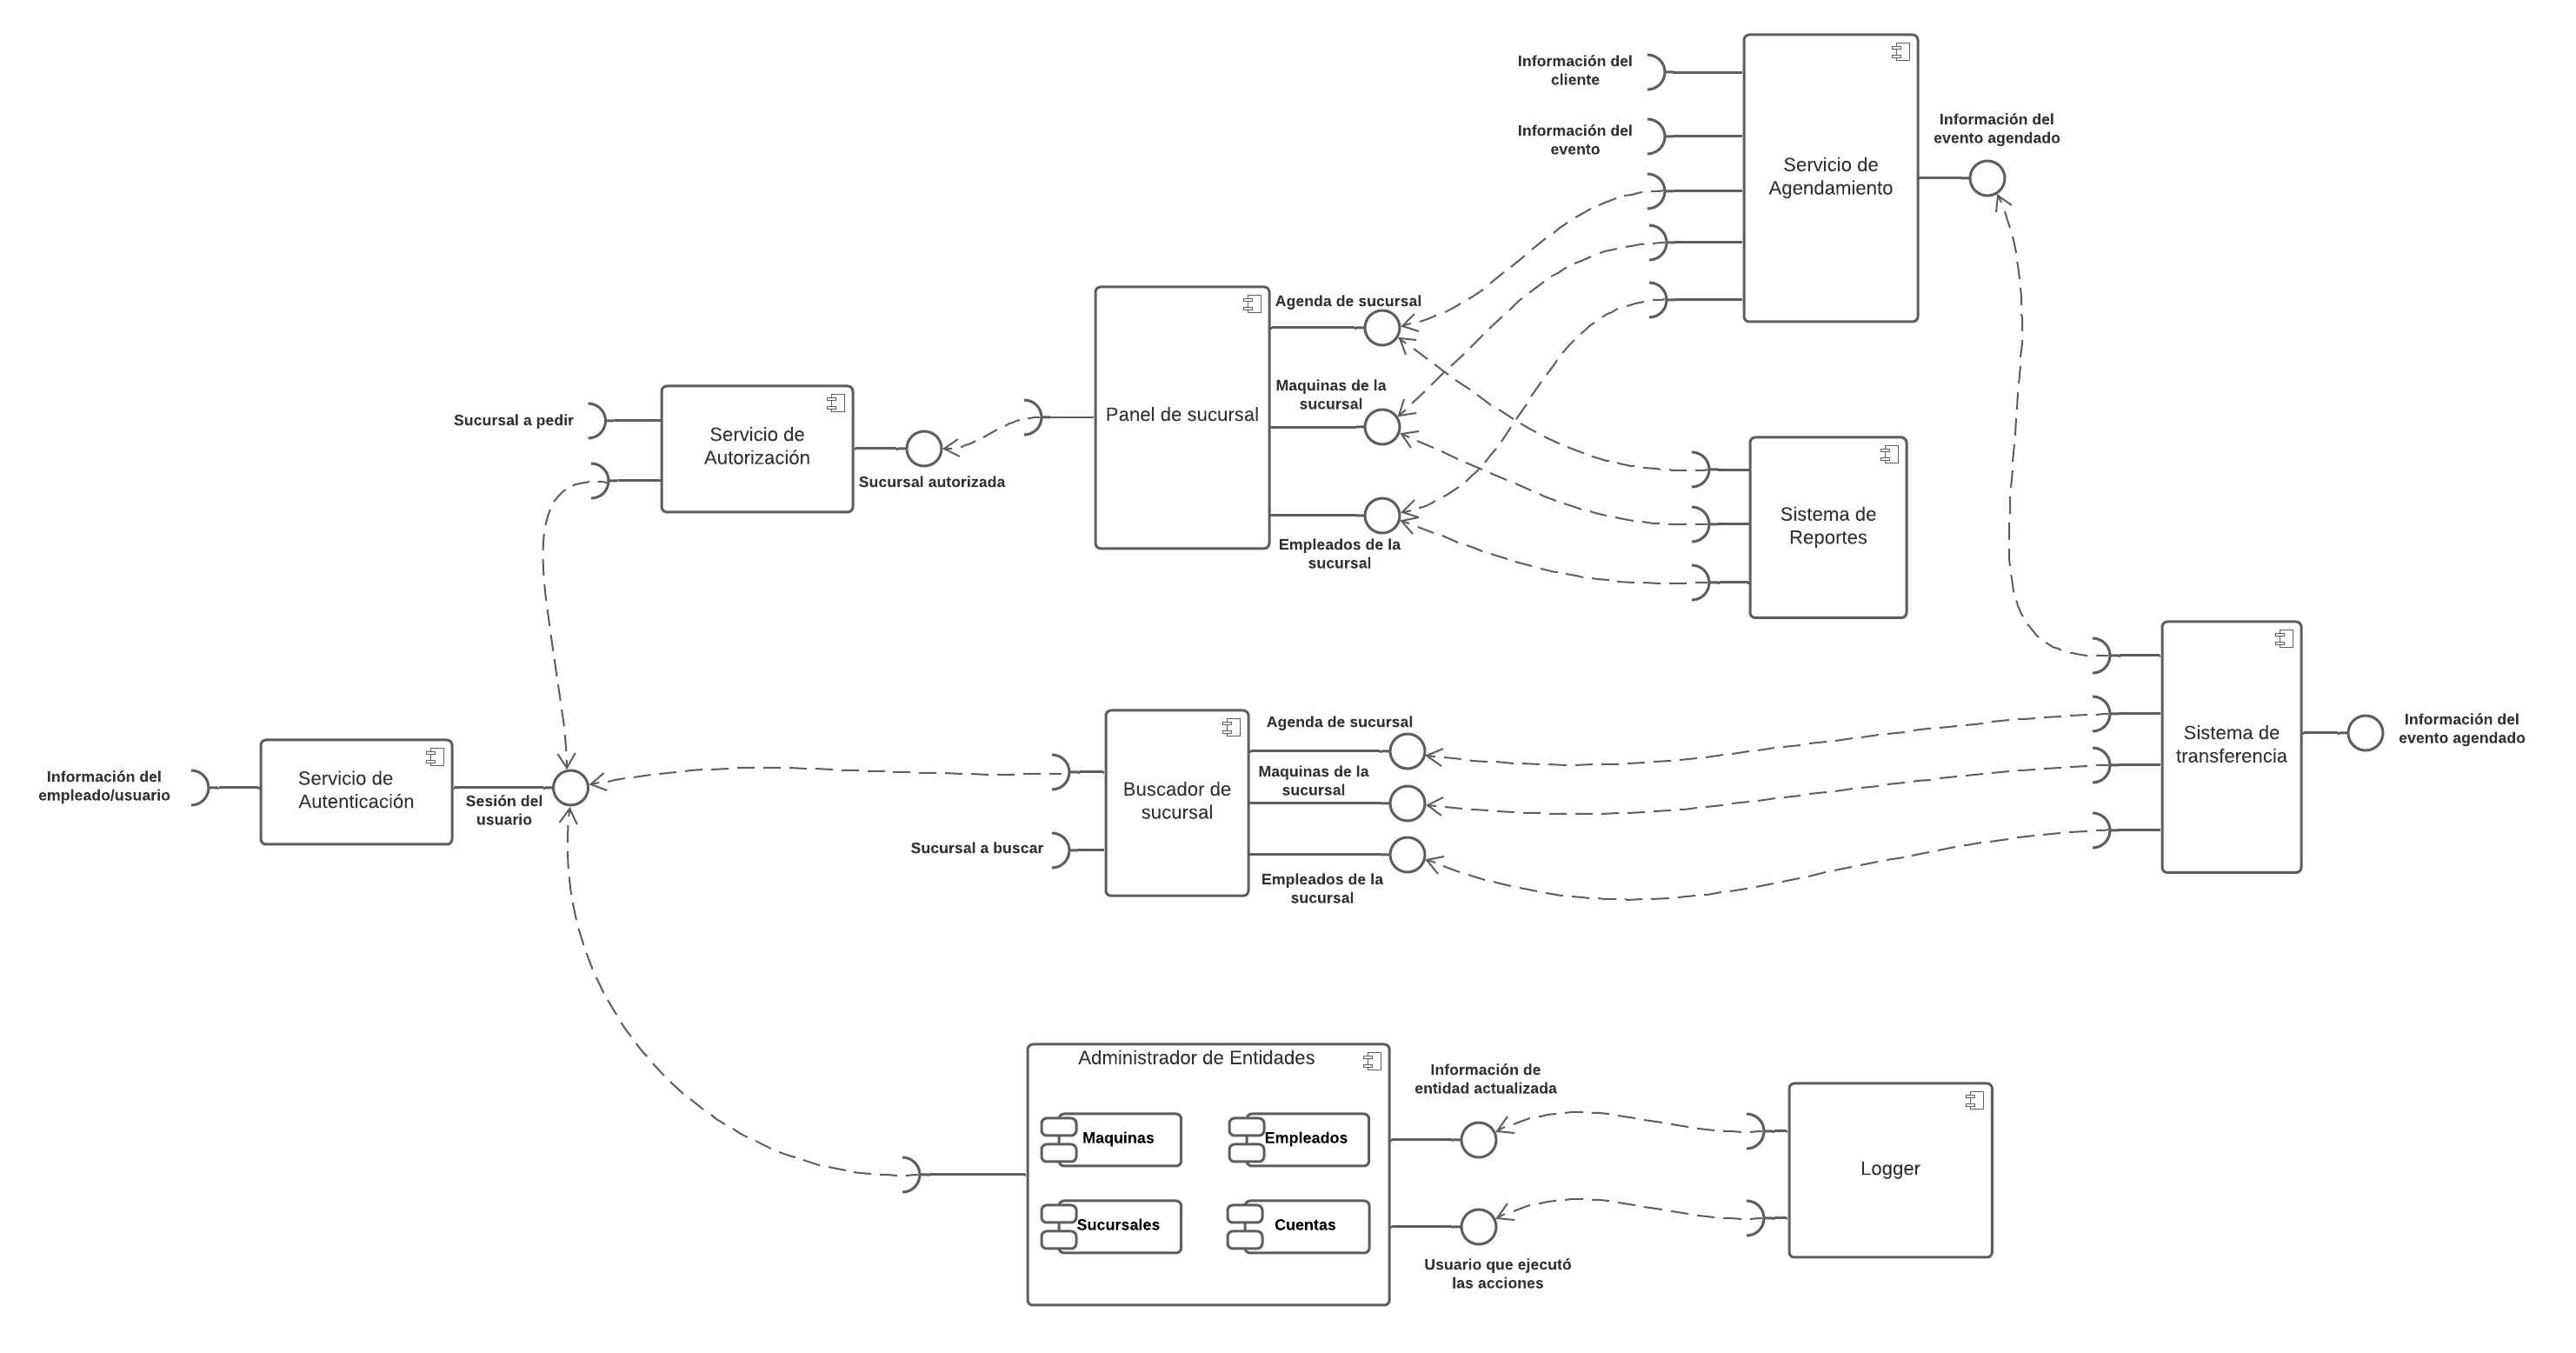 Información del
cliente
Información del
evento
Servicio de
Agendamiento
Información del
evento agendado
Agenda de sucursal
Maquinas de la
sucursal
Panel de sucursal
Empleados de la
sucursal
Sucursal a pedir
Servicio de
Autorización
Sucursal autorizada
Sistema de
Reportes
Información del
empleado/usuario
Servicio de
Autenticación
Sesión del
usuario
Buscador de
sucursal
Sucursal a buscar
Agenda de sucursal
Maquinas de la
sucursal
Empleados de la
sucursal
Sistema de
transferencia
Información del
evento agendado
Administrador de Entidades
Maquinas
Empleados
Sucursales
Cuentas
Información de
entidad actualizada
Usuario que ejecutó
las acciones
Logger